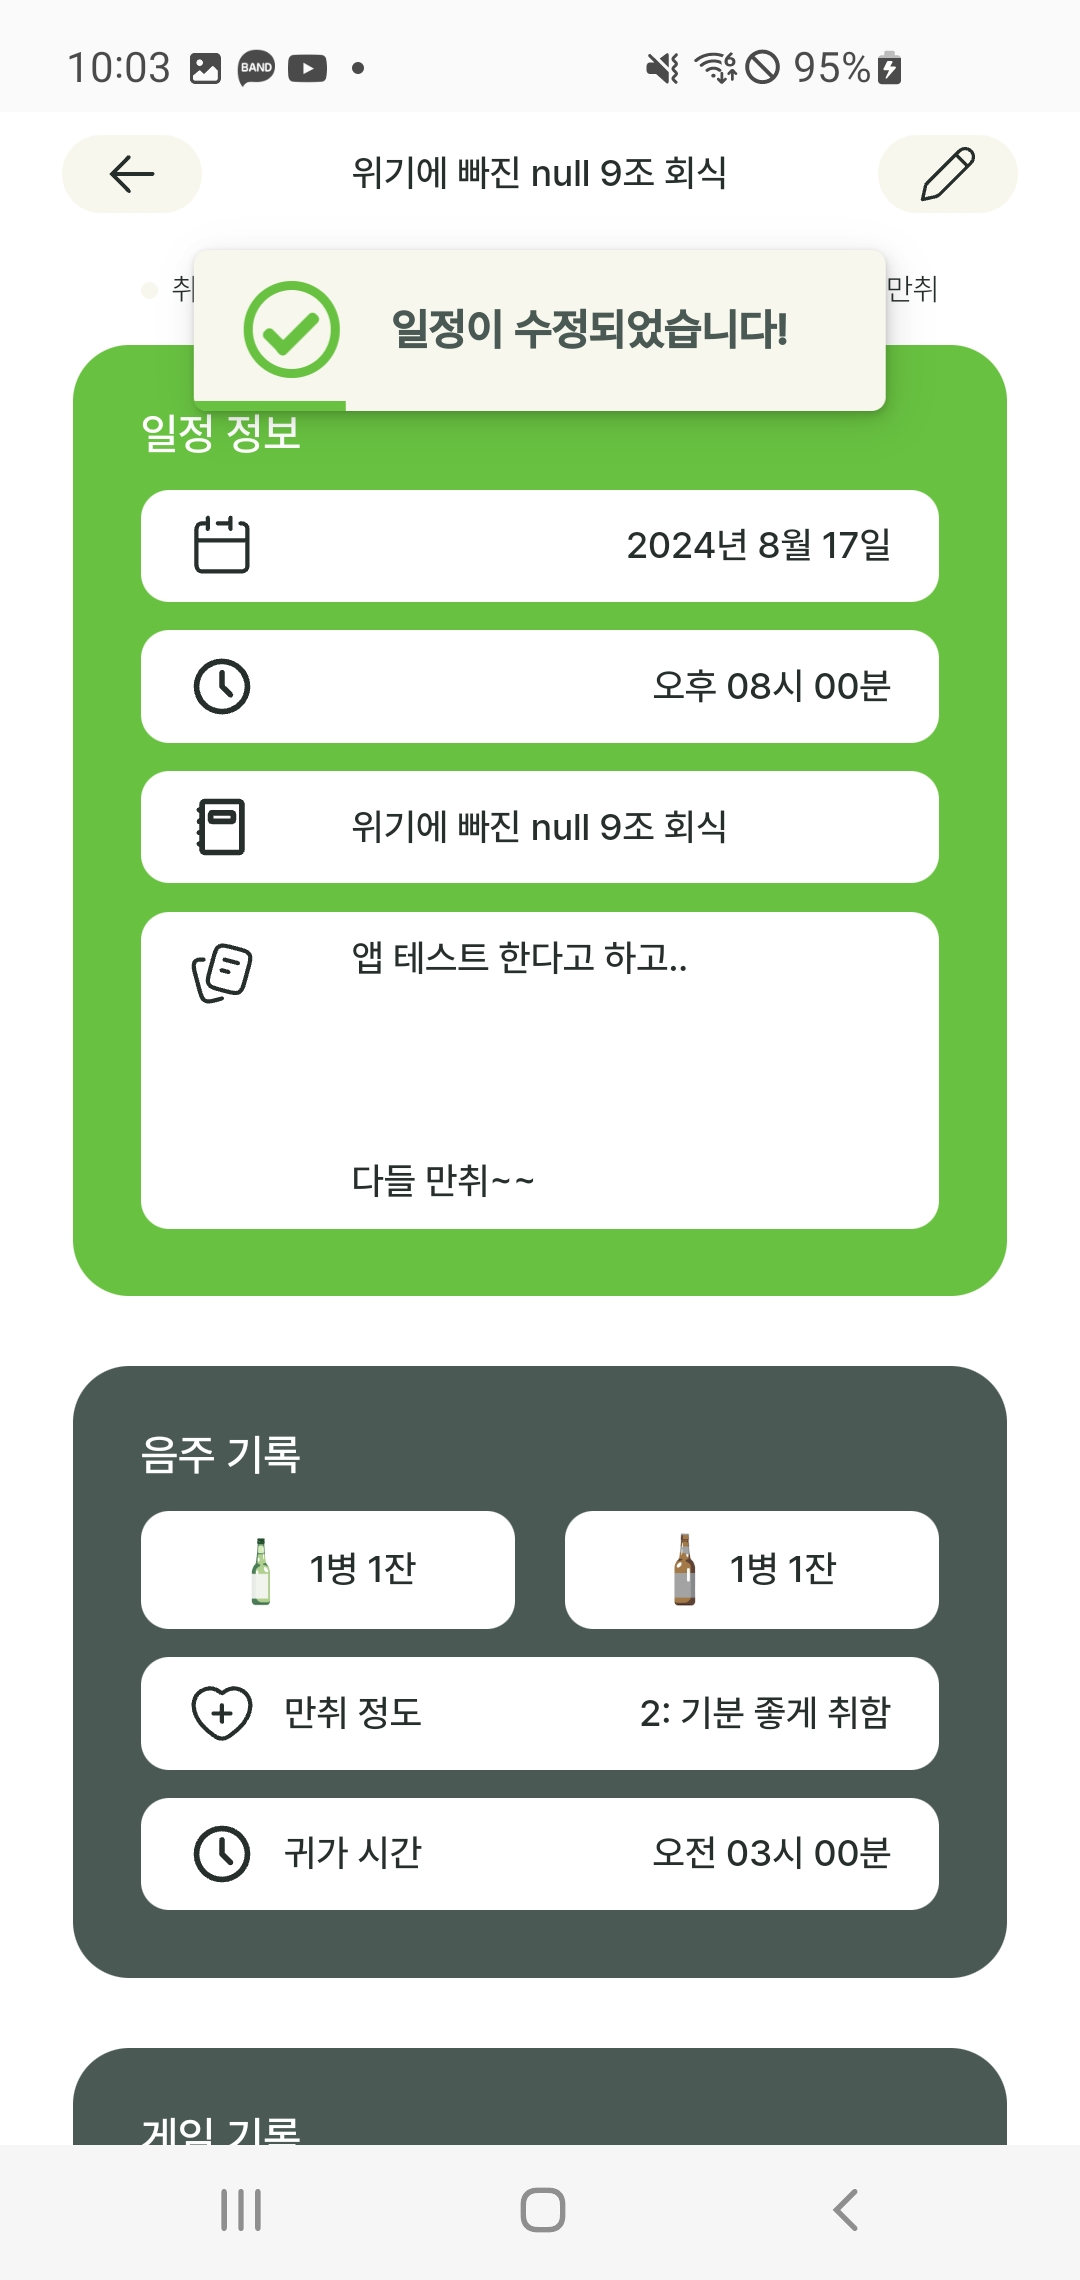 10:03 BAND 6 95%
위기에 빠진 null 9조 회식
취 만취
일정이 수정되었습니다!
일정 정보
2024년 8월 17일
오후 08시 00분
위기에 빠진 null 9조 회식
앱 테스트 한다고 하고..
다들 만취~~
음주 기록
1병 1잔 1병 1잔
만취 정도 2: 기분 좋게 취함
귀가 시간 오전 03시 00분
게임 기록